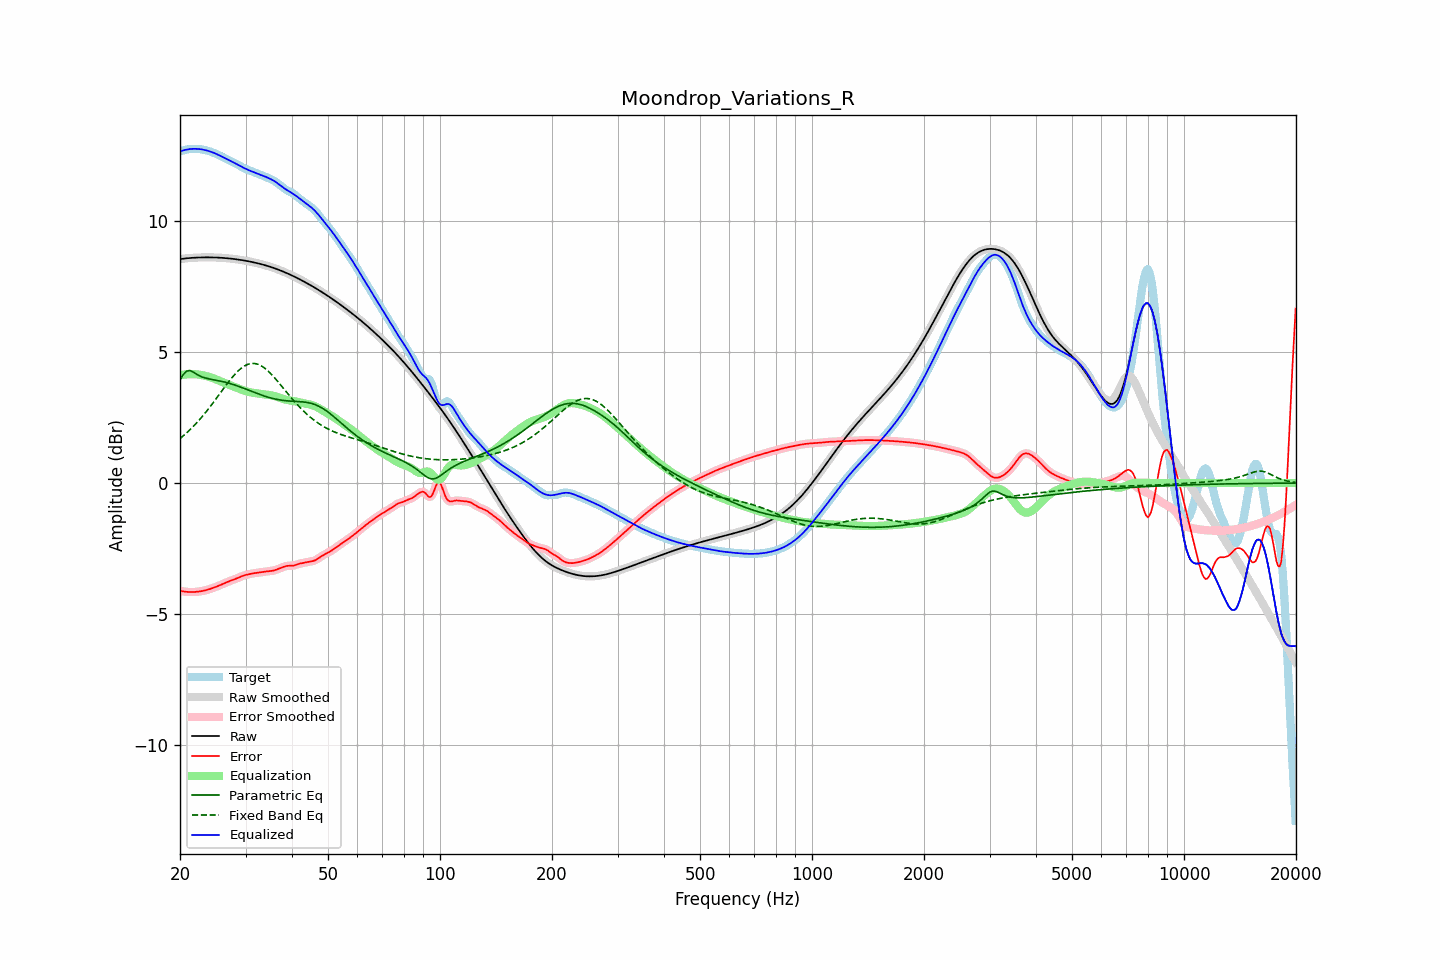 Moondrop_Variations_R
Amplitude (dBr)
10
5
0
−5
−10
Target
Raw Smoothed
Error Smoothed
Raw
Error
Equalization
Parametric Eq
Fixed Band Eq
Equalized
20 50 100 200 500 1000 2000 5000 10000 20000
Frequency (Hz)